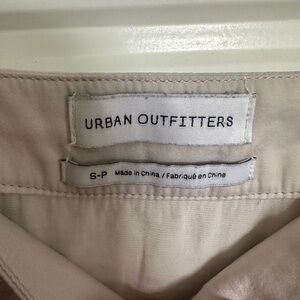 URBAN OUTFITTERS
S-P Made in China / Fabriqué en Chine